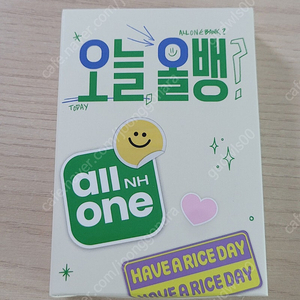 ALL ONE BANK?
오늘, 올뱅?
TODAY
all NH
one
HAVE A RICE DAY
HAVE A RICE DAY